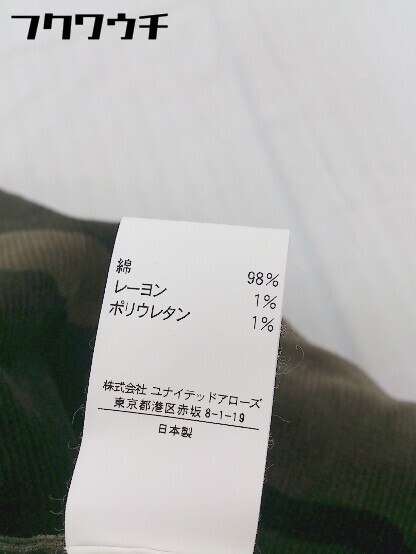 フクワウチ
綿 98%
レーヨン 1%
ポリウレタン 1%
株式会社 ユナイテッドアローズ
東京都港区赤坂 8-1-19
日本製